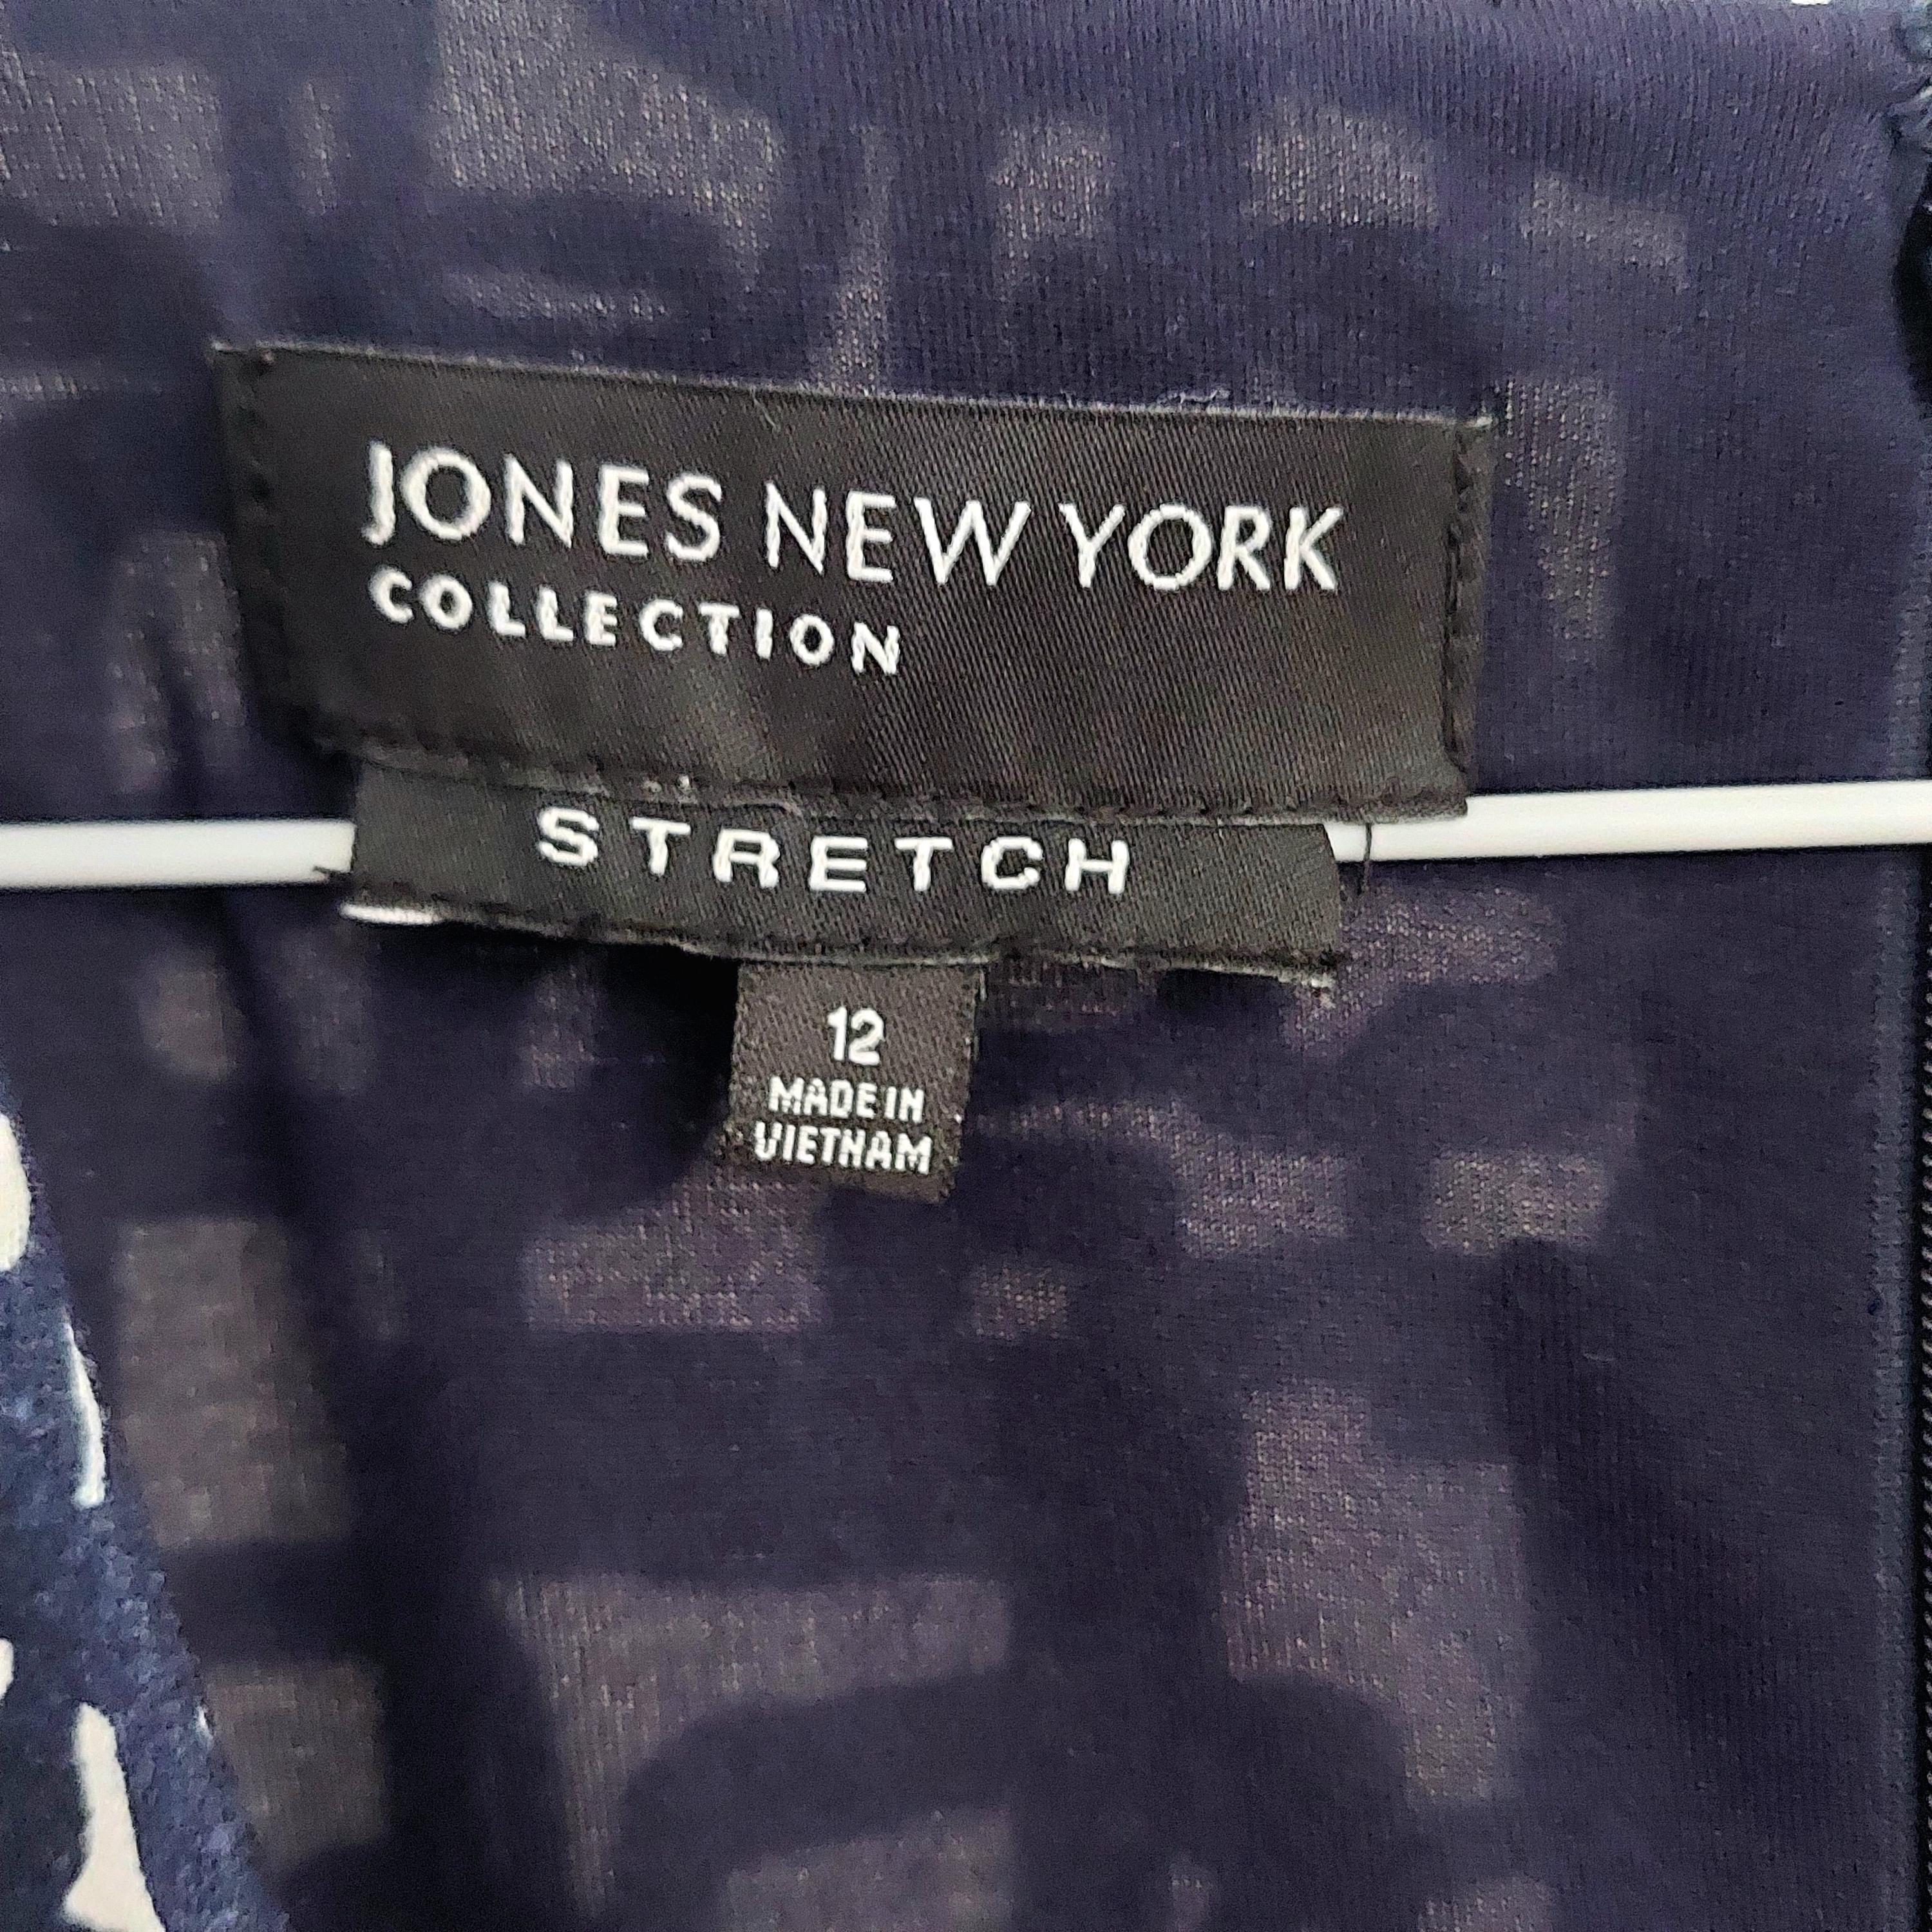 JONES NEW YORK
COLLECTION
STRETCH
12
MADE IN
VIETNAM